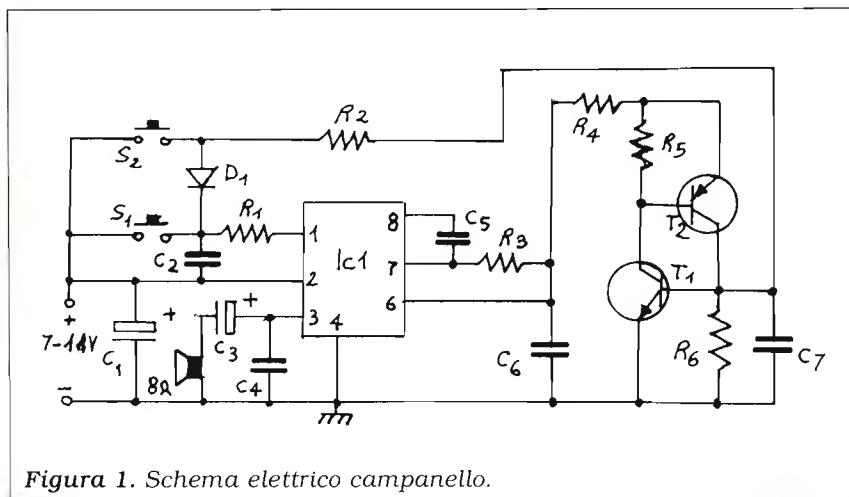 R2
R4
S2
D1
R5
S1
R1
T2
C5
8
1
R3
Ic1
C2
7
T1
2
6
+
+
+
3
4
7-14V
C1
C3
C4
C6
R6
C7
8Ω
-
Figura 1. Schema elettrico campanello.